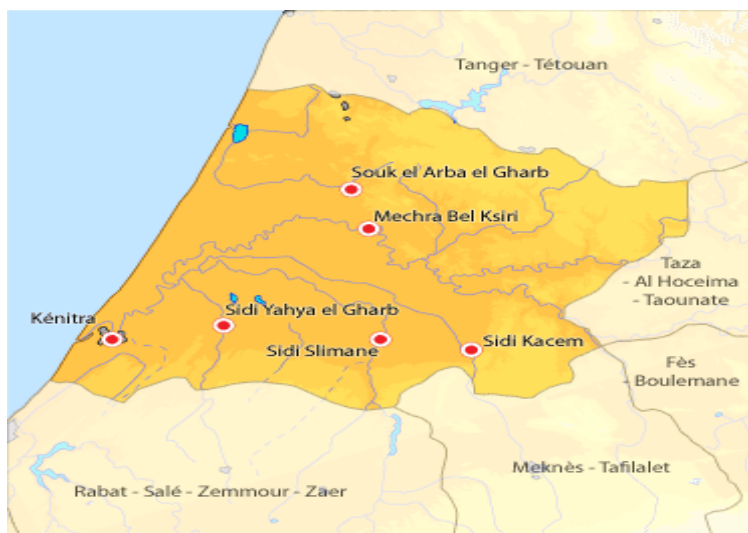 Tanger - Tétouan
Souk el Arba el Gharb
Mechra Bel Ksiri
Taza
- Al Hoceima
- Taounate
Kénitra
Sidi Yahya el Gharb
Sidi Slimane
Sidi Kacem
Fès
- Boulemane
Meknès - Tafilalet
Rabat - Salé - Zemmour - Zaer